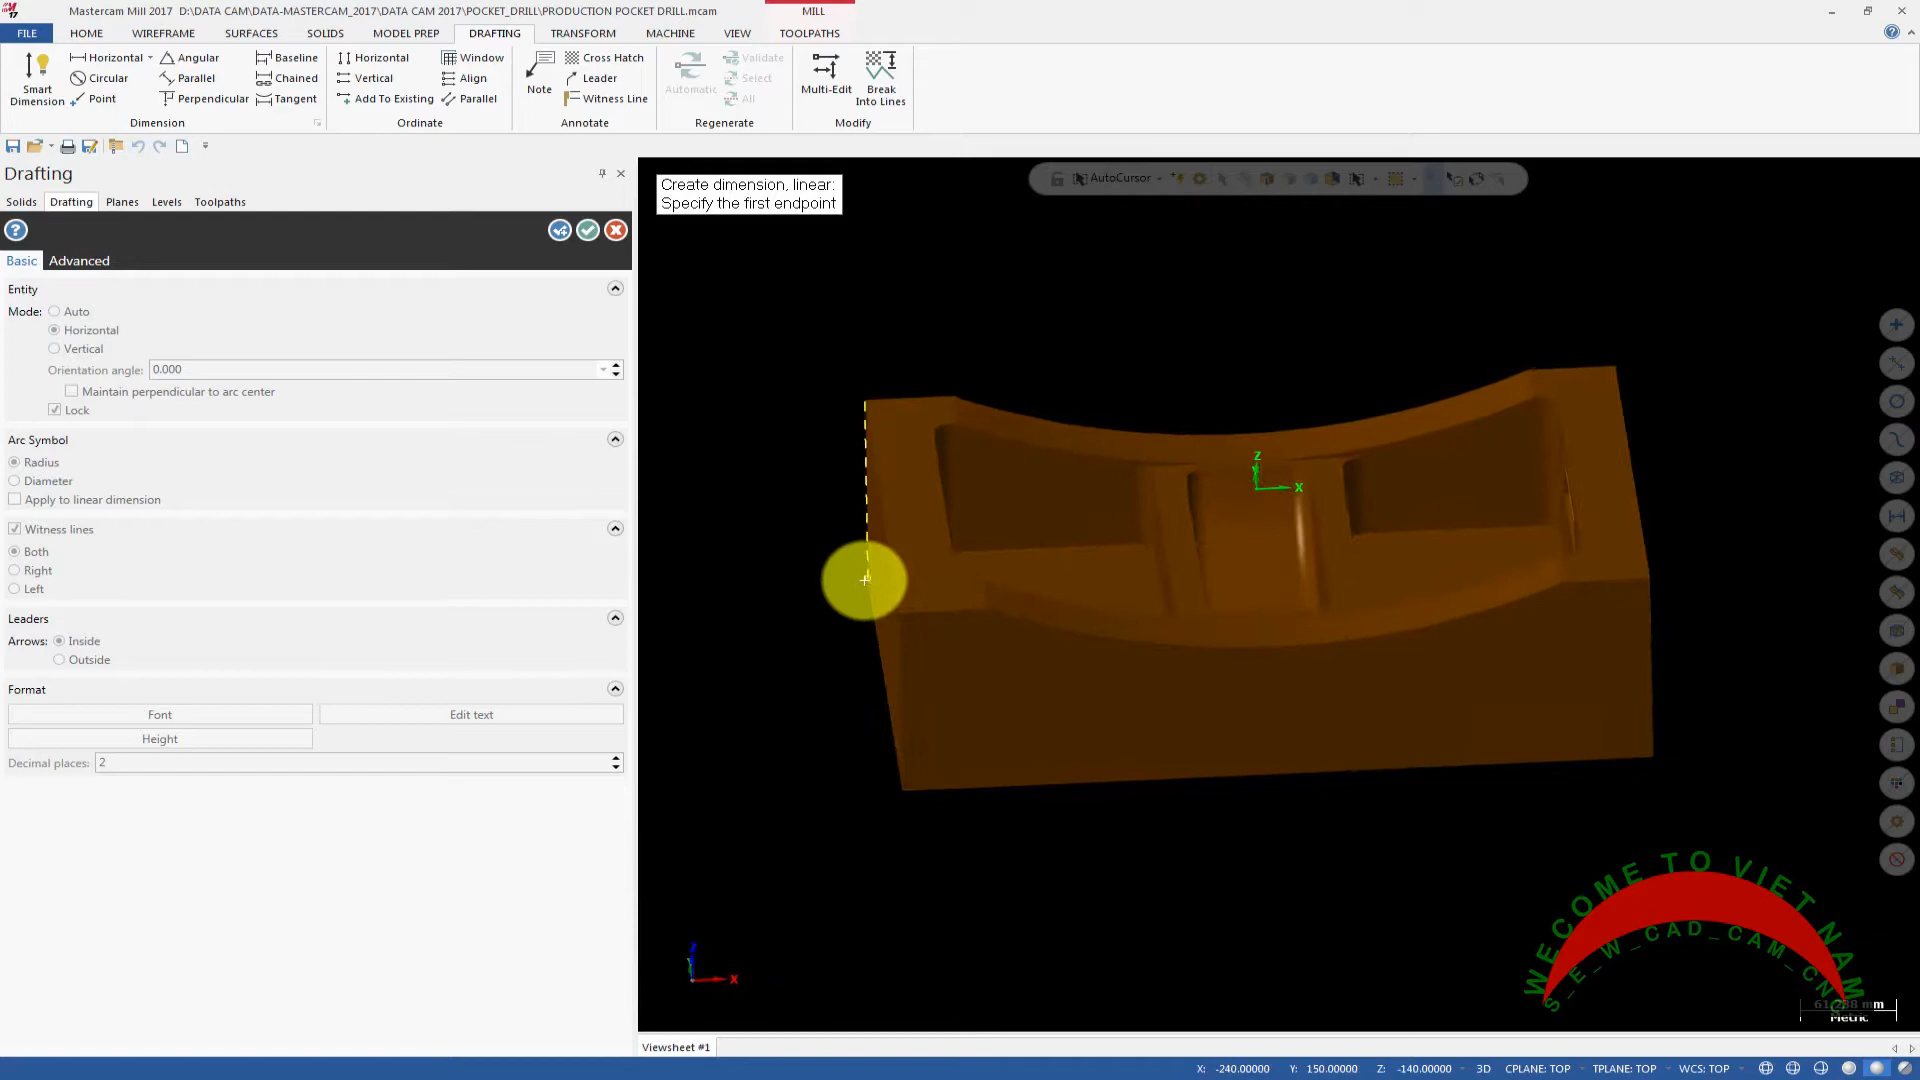 Mastercam Mill 2017  D:\DATA CAM\DATA-MASTERCAM_2017\DATA CAM 2017\POCKET_DRILL\PRODUCTION POCKET DRILL.mcam
MILL
17
FILE HOME WIREFRAME SURFACES SOLIDS MODEL PREP DRAFTING TRANSFORM MACHINE VIEW TOOLPATHS
Smart Dimension
Horizontal
Circular
Point
Angular
Parallel
Perpendicular
Baseline
Chained
Tangent
Dimension
Horizontal
Vertical
Add To Existing
Window
Align
Parallel
Ordinate
Note
Cross Hatch
Leader
Witness Line
Annotate
Automatic
Validate
Select
All
Regenerate
Multi-Edit
Break Into Lines
Modify
Drafting
Solids Drafting Planes Levels Toolpaths
Basic Advanced
Entity
Mode: Auto
Horizontal
Vertical
Orientation angle: 0.000
Maintain perpendicular to arc center
Lock
Arc Symbol
Radius
Diameter
Apply to linear dimension
Witness lines
Both
Right
Left
Leaders
Arrows: Inside
Outside
Format
Font Edit text
Height
Decimal places: 2
Create dimension, linear:
Specify the first endpoint
AutoCursor
Z
X
X
WECOME TO VIET NAM
S_E_W_CAD_CAM_CNC
Metric
Viewsheet #1
X: -240.00000 Y: 150.00000 Z: -140.00000 3D CPLANE: TOP TPLANE: TOP WCS: TOP